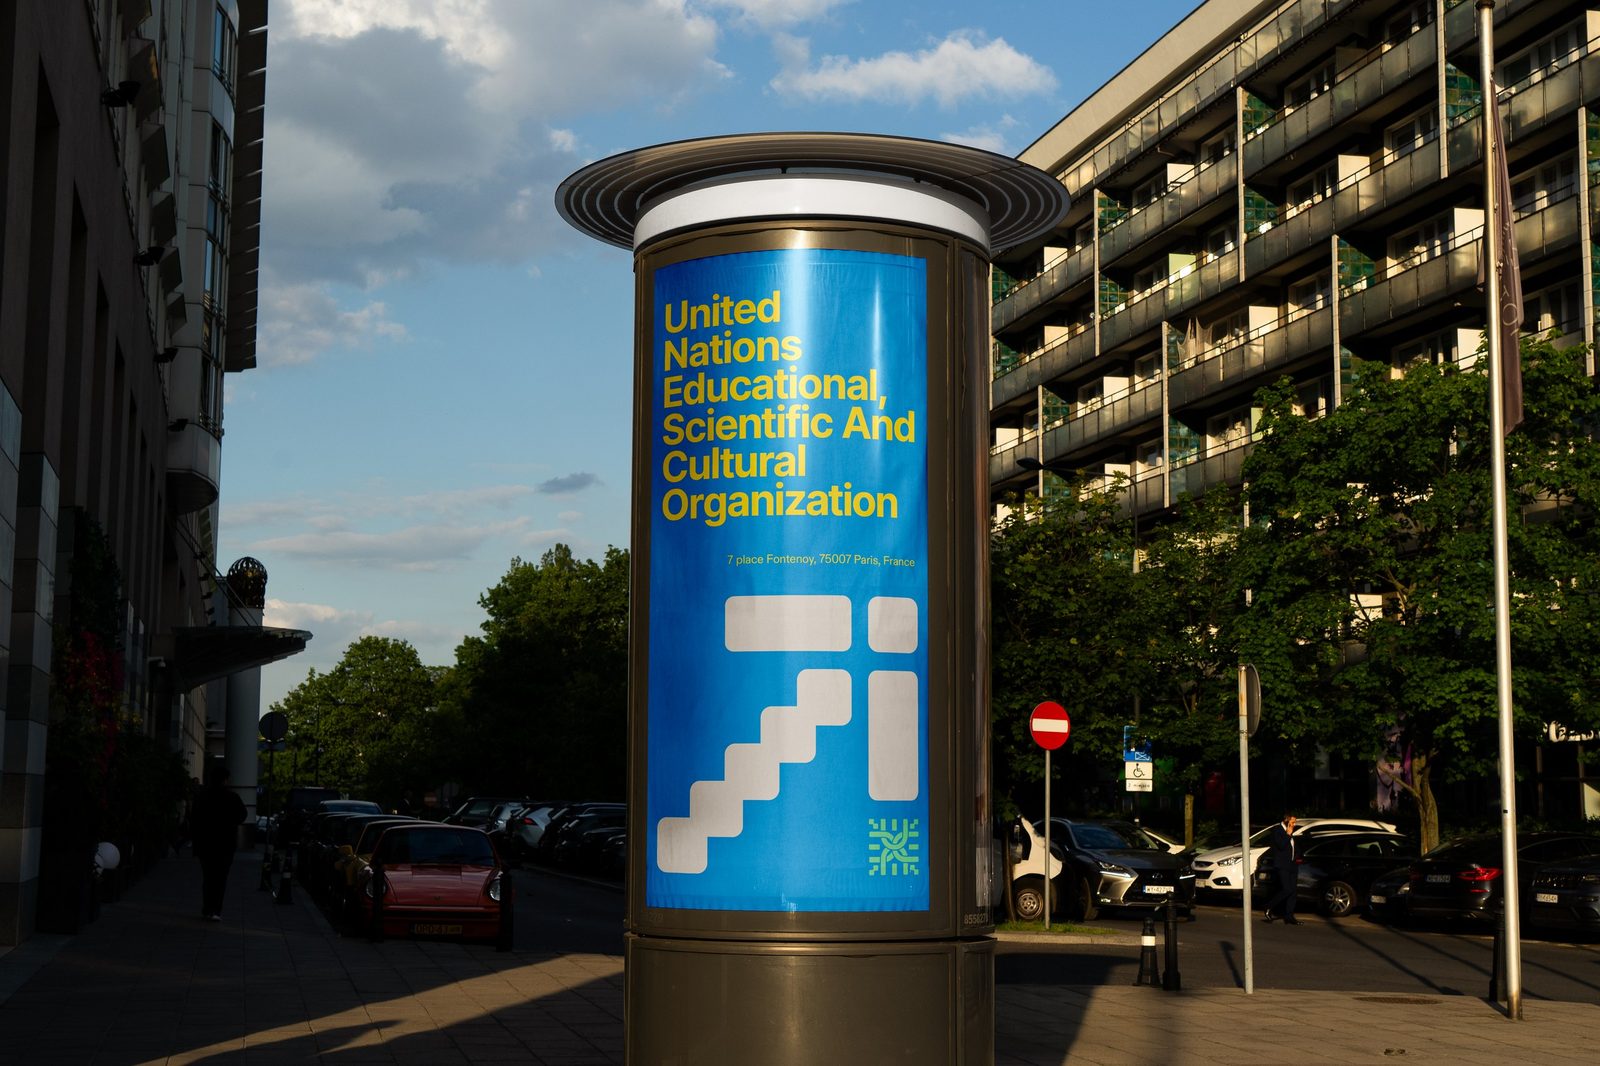 United
Nations
Educational,
Scientific And
Cultural
Organization
7 place Fontenoy, 75007 Paris, France